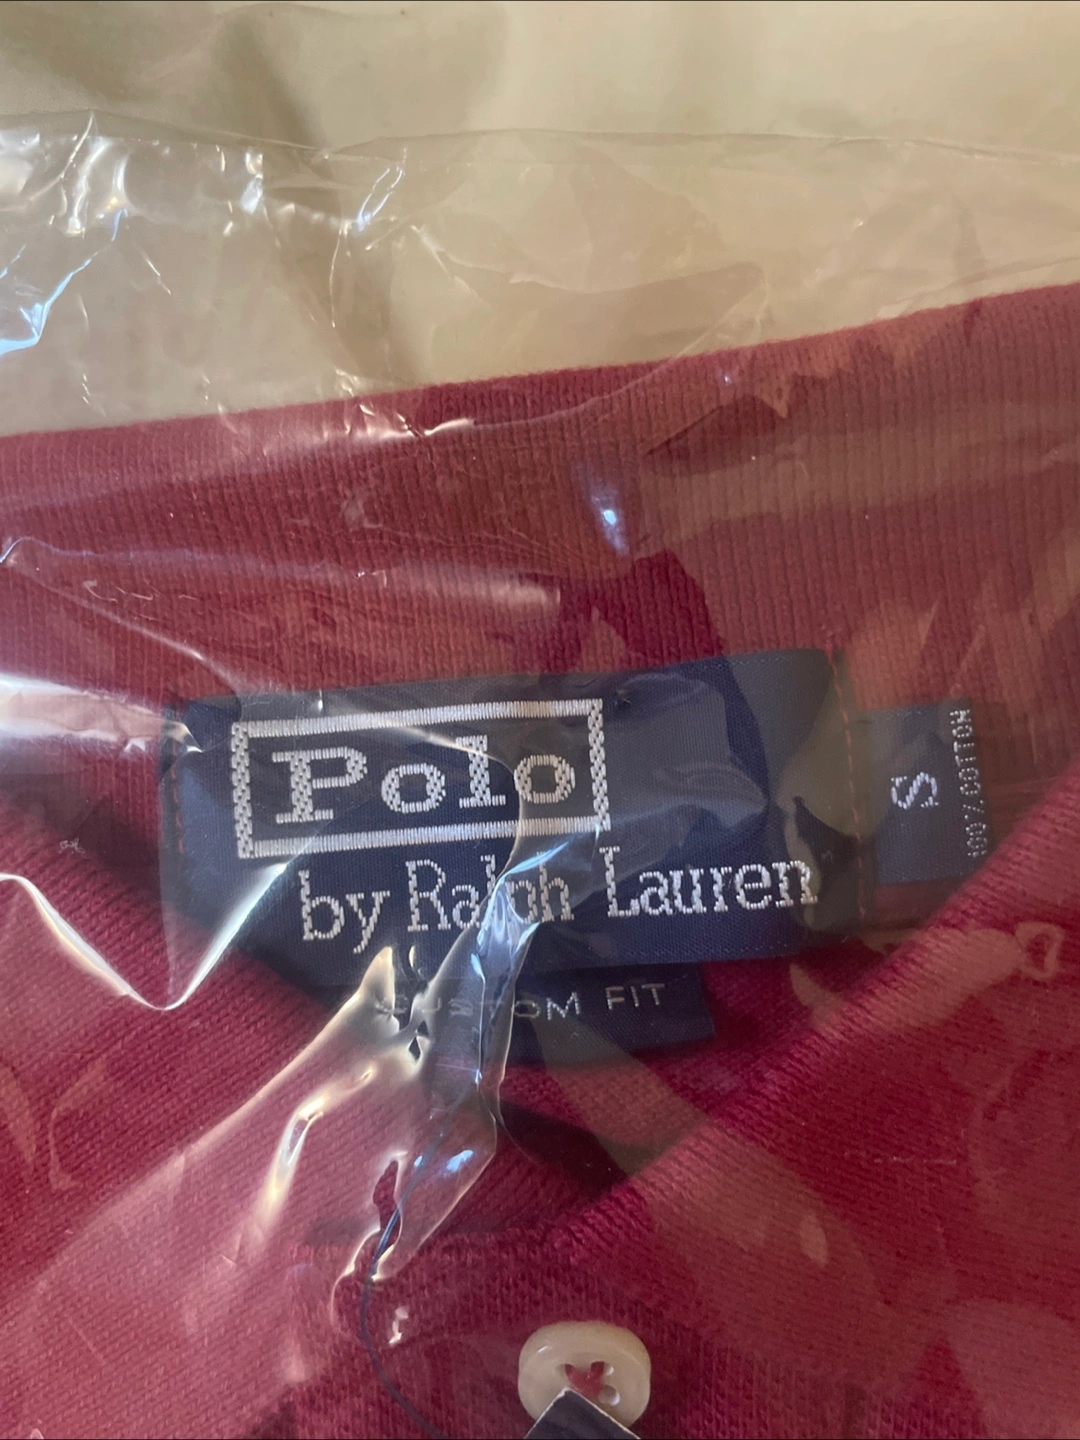 Polo
by Ralph Lauren
S
100% COTTON
CUSTOM FIT